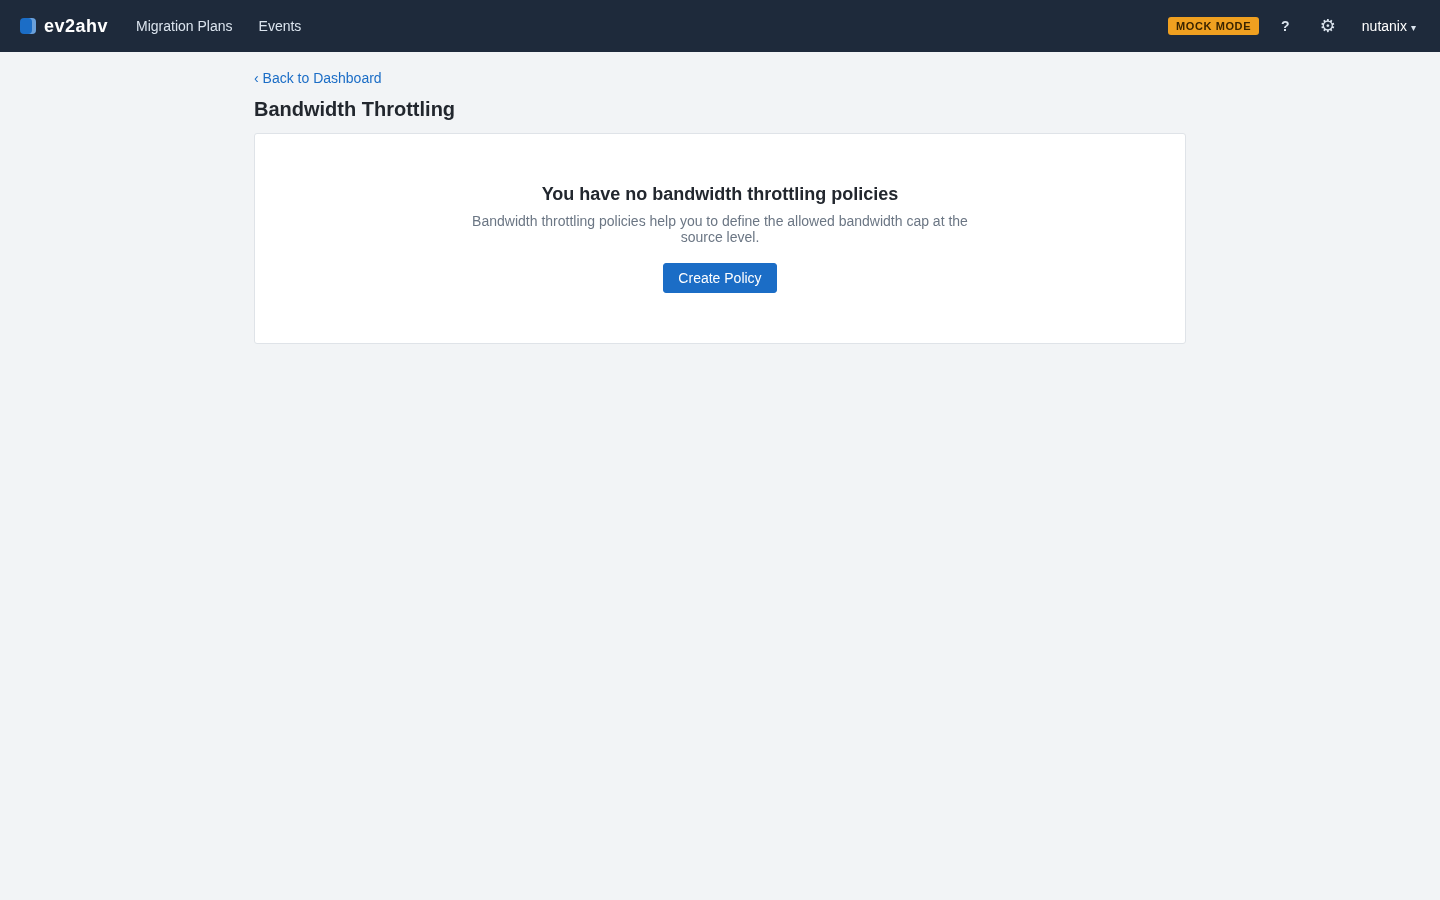 ev2ahv
Migration Plans
Events
MOCK MODE
?
nutanix
‹ Back to Dashboard
Bandwidth Throttling
You have no bandwidth throttling policies
Bandwidth throttling policies help you to define the allowed bandwidth cap at the
source level.
Create Policy